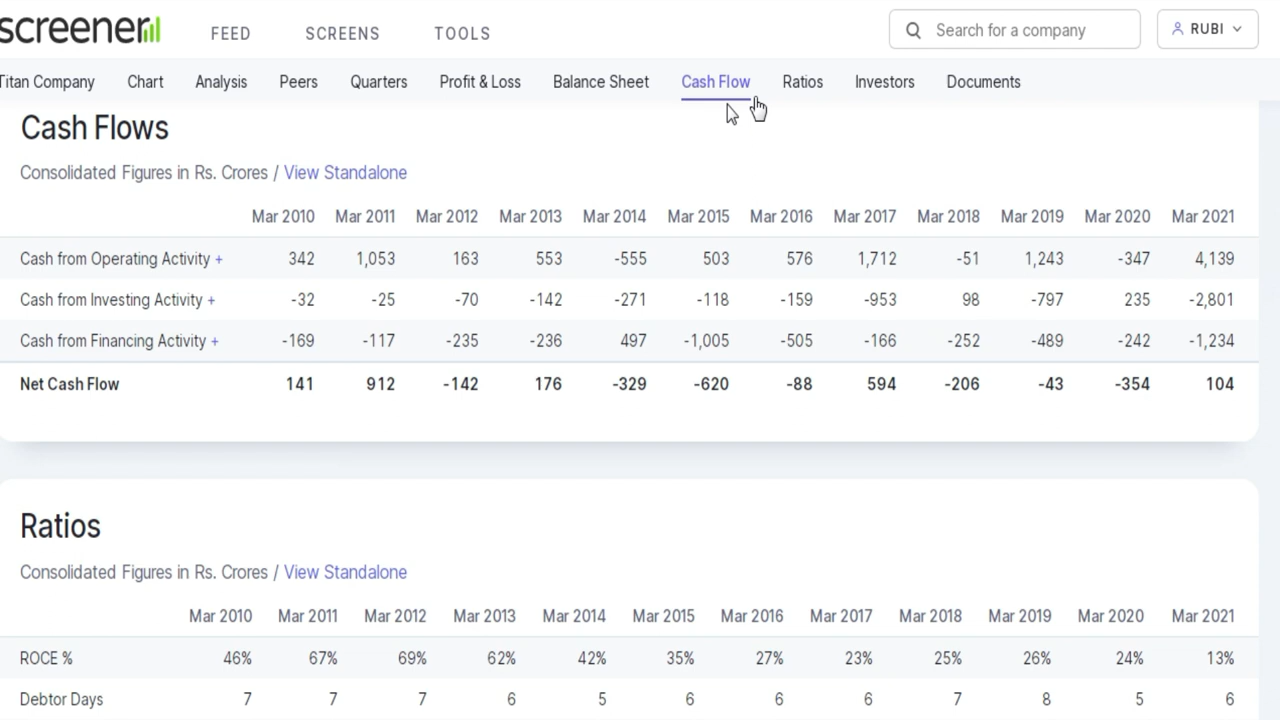 screener FEED SCREENS TOOLS Search for a company RUBI
Titan Company Chart Analysis Peers Quarters Profit & Loss Balance Sheet Cash Flow Ratios Investors Documents
Cash Flows
Consolidated Figures in Rs. Crores / View Standalone
Mar 2010 Mar 2011 Mar 2012 Mar 2013 Mar 2014 Mar 2015 Mar 2016 Mar 2017 Mar 2018 Mar 2019 Mar 2020 Mar 2021
Cash from Operating Activity + 342 1,053 163 553 -555 503 576 1,712 -51 1,243 -347 4,139
Cash from Investing Activity + -32 -25 -70 -142 -271 -118 -159 -953 98 -797 235 -2,801
Cash from Financing Activity + -169 -117 -235 -236 497 -1,005 -505 -166 -252 -489 -242 -1,234
Net Cash Flow 141 912 -142 176 -329 -620 -88 594 -206 -43 -354 104
Ratios
Consolidated Figures in Rs. Crores / View Standalone
Mar 2010 Mar 2011 Mar 2012 Mar 2013 Mar 2014 Mar 2015 Mar 2016 Mar 2017 Mar 2018 Mar 2019 Mar 2020 Mar 2021
ROCE % 46% 67% 69% 62% 42% 35% 27% 23% 25% 26% 24% 13%
Debtor Days 7 7 7 6 5 6 6 6 7 8 5 6